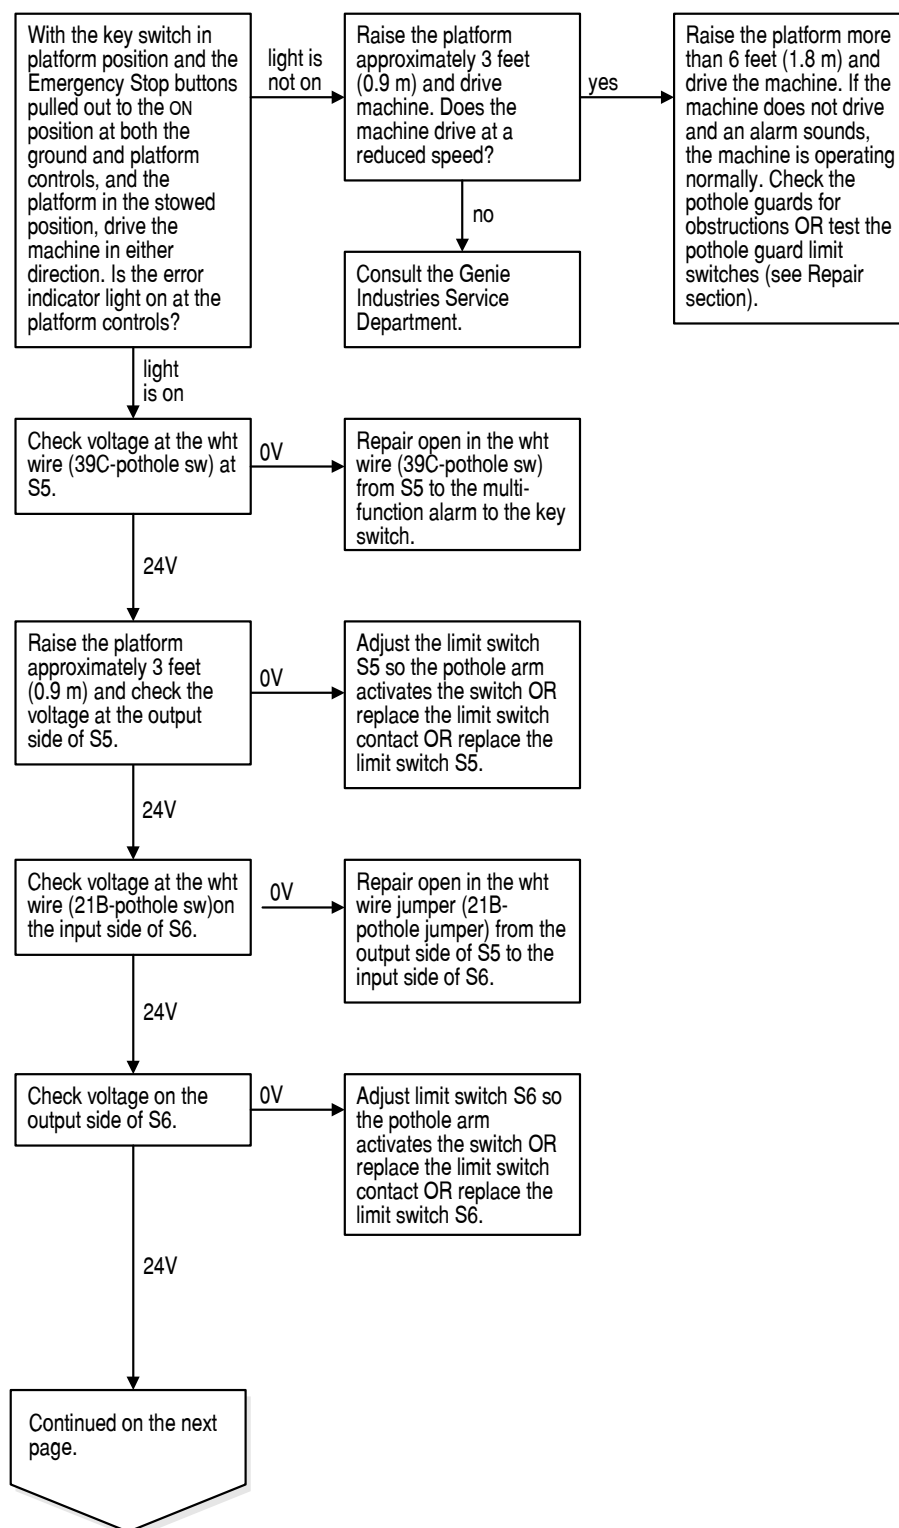 With the key switch in
platform position and the
Emergency Stop buttons
pulled out to the ON
position at both the
ground and platform
controls, and the
platform in the stowed
position, drive the
machine in either
direction. Is the error
indicator light on at the
platform controls?
light is
not on
Raise the platform
approximately 3 feet
(0.9 m) and drive
machine. Does the
machine drive at a
reduced speed?
yes
Raise the platform more
than 6 feet (1.8 m) and
drive the machine. If the
machine does not drive
and an alarm sounds,
the machine is operating
normally. Check the
pothole guards for
obstructions OR test the
pothole guard limit
switches (see Repair
section).
no
Consult the Genie
Industries Service
Department.
light
is on
Check voltage at the wht
wire (39C-pothole sw) at
S5.
0V
Repair open in the wht
wire (39C-pothole sw)
from S5 to the multi-
function alarm to the key
switch.
24V
Raise the platform
approximately 3 feet
(0.9 m) and check the
voltage at the output
side of S5.
0V
Adjust the limit switch
S5 so the pothole arm
activates the switch OR
replace the limit switch
contact OR replace the
limit switch S5.
24V
Check voltage at the wht
wire (21B-pothole sw)on
the input side of S6.
0V
Repair open in the wht
wire jumper (21B-
pothole jumper) from the
output side of S5 to the
input side of S6.
24V
Check voltage on the
output side of S6.
0V
Adjust limit switch S6 so
the pothole arm
activates the switch OR
replace the limit switch
contact OR replace the
limit switch S6.
24V
Continued on the next
page.